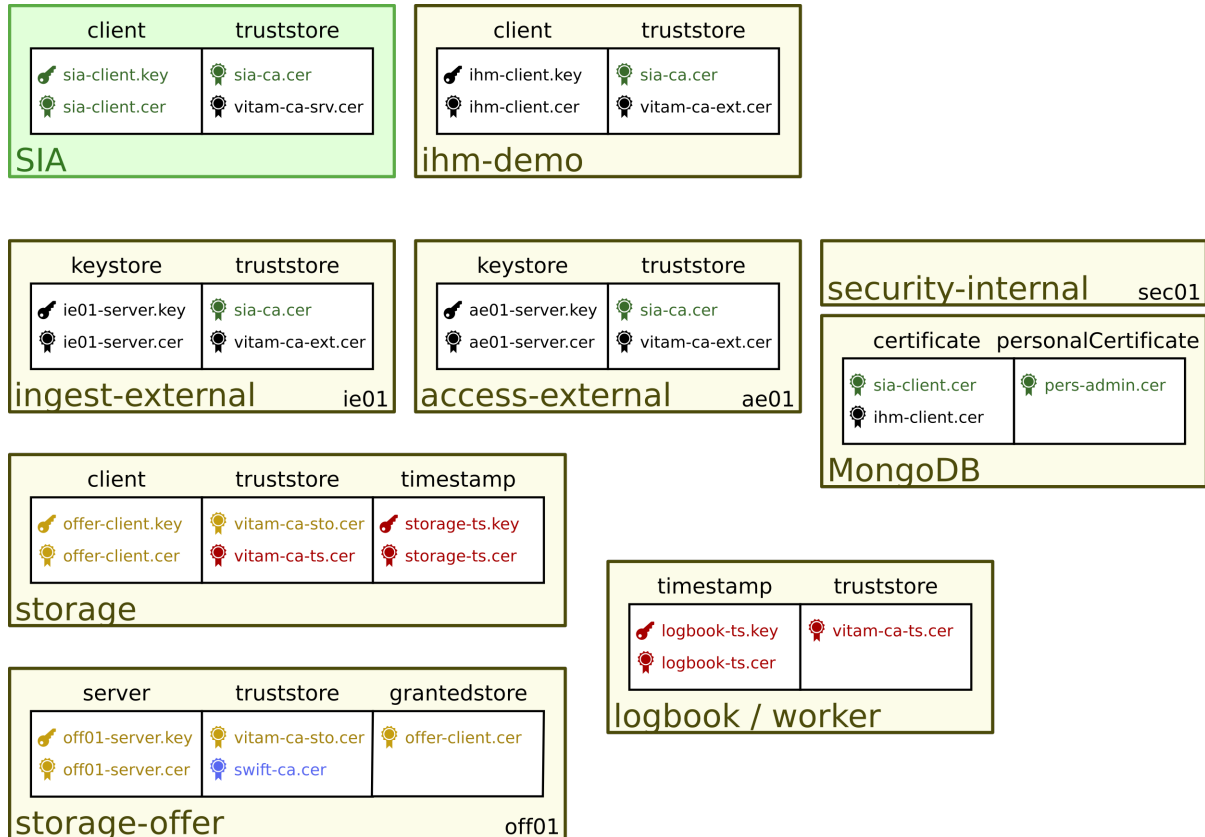 client truststore
sia-client.key sia-ca.cer
sia-client.cer vitam-ca-srv.cer
SIA
client truststore
ihm-client.key sia-ca.cer
ihm-client.cer vitam-ca-ext.cer
ihm-demo
keystore truststore
ie01-server.key sia-ca.cer
ie01-server.cer vitam-ca-ext.cer
ingest-external ie01
keystore truststore
ae01-server.key sia-ca.cer
ae01-server.cer vitam-ca-ext.cer
access-external ae01
security-internal sec01
certificate personalCertificate
sia-client.cer pers-admin.cer
ihm-client.cer
MongoDB
client truststore timestamp
offer-client.key vitam-ca-sto.cer storage-ts.key
offer-client.cer vitam-ca-ts.cer storage-ts.cer
storage
timestamp truststore
logbook-ts.key vitam-ca-ts.cer
logbook-ts.cer
logbook / worker
server truststore grantedstore
off01-server.key vitam-ca-sto.cer offer-client.cer
off01-server.cer swift-ca.cer
storage-offer off01